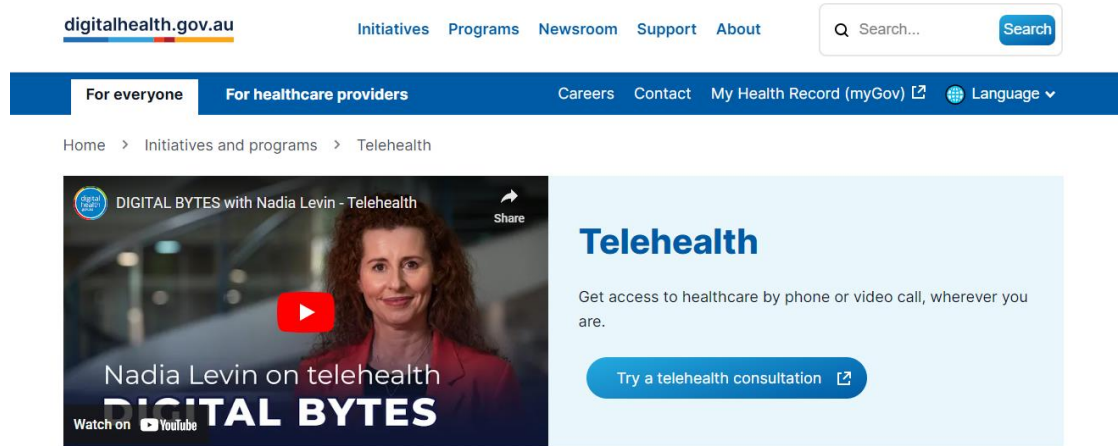 digitalhealth.gov.au
Initiatives Programs Newsroom Support About
Search...
Search
For everyone For healthcare providers Careers Contact My Health Record (myGov) Language
Home > Initiatives and programs > Telehealth
digital health
DIGITAL BYTES with Nadia Levin - Telehealth
Share
Nadia Levin on telehealth
DIGITAL BYTES
Watch on YouTube
Telehealth
Get access to healthcare by phone or video call, wherever you
are.
Try a telehealth consultation